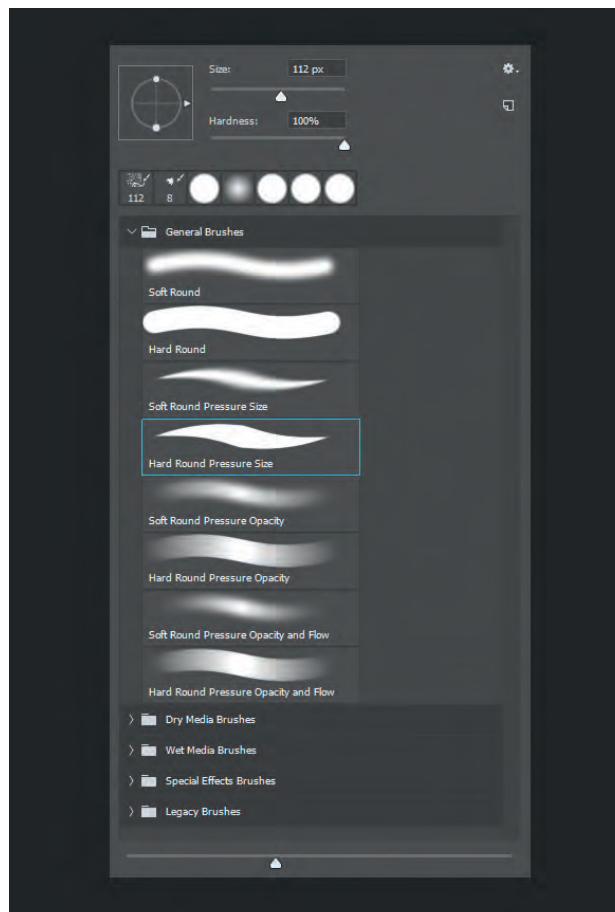 Size: 112 px
Hardness: 100%
112 8
General Brushes
Soft Round
Hard Round
Soft Round Pressure Size
Hard Round Pressure Size
Soft Round Pressure Opacity
Hard Round Pressure Opacity
Soft Round Pressure Opacity and Flow
Hard Round Pressure Opacity and Flow
Dry Media Brushes
Wet Media Brushes
Special Effects Brushes
Legacy Brushes